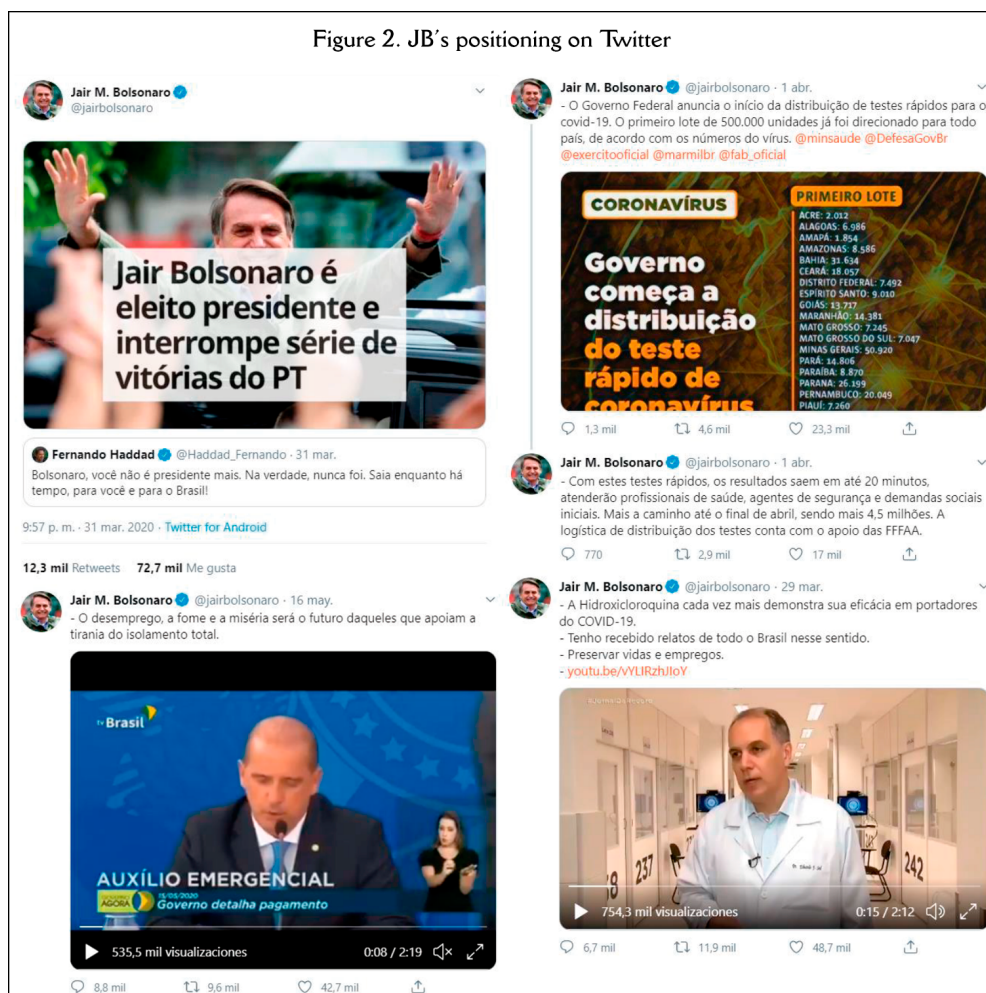 Figure 2. JB's positioning on Twitter
Jair M. Bolsonaro
@jairbolsonaro
Jair Bolsonaro é
eleito presidente e
interrompe série de
vitórias do PT
Fernando Haddad @Haddad_Fernando · 31 mar.
Bolsonaro, você não é presidente mais. Na verdade, nunca foi. Saia enquanto há
tempo, para você e para o Brasil!
9:57 p. m. · 31 mar. 2020 · Twitter for Android
12,3 mil Retweets 72,7 mil Me gusta
Jair M. Bolsonaro @jairbolsonaro · 16 may.
- O desemprego, a fome e a miséria será o futuro daqueles que apoiam a
tirania do isolamento total.
TV Brasil
AUXÍLIO EMERGENCIAL
15/05/2020
AGORA Governo detalha pagamento
535,5 mil visualizaciones 0:08 / 2:19
8,8 mil 9,6 mil 42,7 mil
Jair M. Bolsonaro @jairbolsonaro · 1 abr.
- O Governo Federal anuncia o início da distribuição de testes rápidos para o
covid-19. O primeiro lote de 500.000 unidades já foi direcionado para todo
país, de acordo com os números do vírus. @minsaude @DefesaGovBr
@exercitooficial @marmilbr @fab_oficial
CORONAVÍRUS
Governo
começa a
distribuição
do teste
rápido de
coronavírus
PRIMEIRO LOTE
ACRE: 2.012
ALAGOAS: 6.986
AMAPÁ: 1.854
AMAZONAS: 8.586
BAHIA: 31.634
CEARÁ: 18.057
DISTRITO FEDERAL: 7.492
ESPÍRITO SANTO: 9.010
GOIÁS: 13.717
MARANHÃO: 14.381
MATO GROSSO: 7.245
MATO GROSSO DO SUL: 7.047
MINAS GERAIS: 50.920
PARÁ: 14.806
PARAÍBA: 8.870
PARANA: 26.199
PERNAMBUCO: 20.049
PIAUÍ: 7.260
1,3 mil 4,6 mil 23,3 mil
Jair M. Bolsonaro @jairbolsonaro · 1 abr.
- Com estes testes rápidos, os resultados saem em até 20 minutos,
atenderão profissionais de saúde, agentes de segurança e demandas sociais
iniciais. Mais a caminho até o final de abril, sendo mais 4,5 milhões. A
logística de distribuição dos testes conta com o apoio das FFFAA.
770 2,9 mil 17 mil
Jair M. Bolsonaro @jairbolsonaro · 29 mar.
- A Hidroxicloroquina cada vez mais demonstra sua eficácia em portadores
do COVID-19.
- Tenho recebido relatos de todo o Brasil nesse sentido.
- Preservar vidas e empregos.
- youtu.be/vYLIRzhJIoY
237
242
754,3 mil visualizaciones 0:15 / 2:12
6,7 mil 11,9 mil 48,7 mil